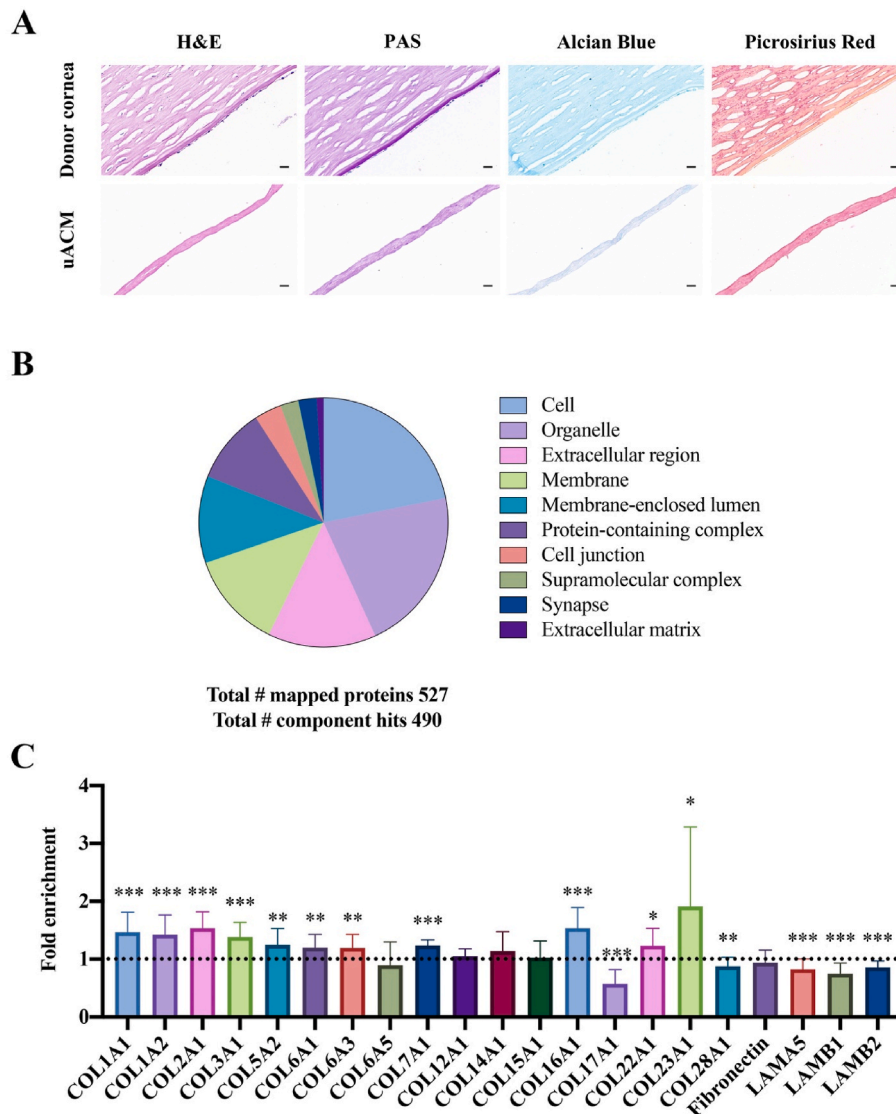 A
H&E PAS Alcian Blue Picrosirius Red
Donor cornea
uACM
B
Cell
Organelle
Extracellular region
Membrane
Membrane-enclosed lumen
Protein-containing complex
Cell junction
Supramolecular complex
Synapse
Extracellular matrix
Total # mapped proteins 527
Total # component hits 490
C
Fold enrichment
4
3
2
1
0
*** *** *** *** ** ** ** *** *** *** * * ** *** *** ***
COL1A1
COL1A2
COL2A1
COL3A1
COL5A2
COL6A1
COL6A3
COL6A5
COL7A1
COL12A1
COL14A1
COL15A1
COL16A1
COL17A1
COL22A1
COL23A1
COL28A1
Fibronectin
LAMA5
LAMB1
LAMB2